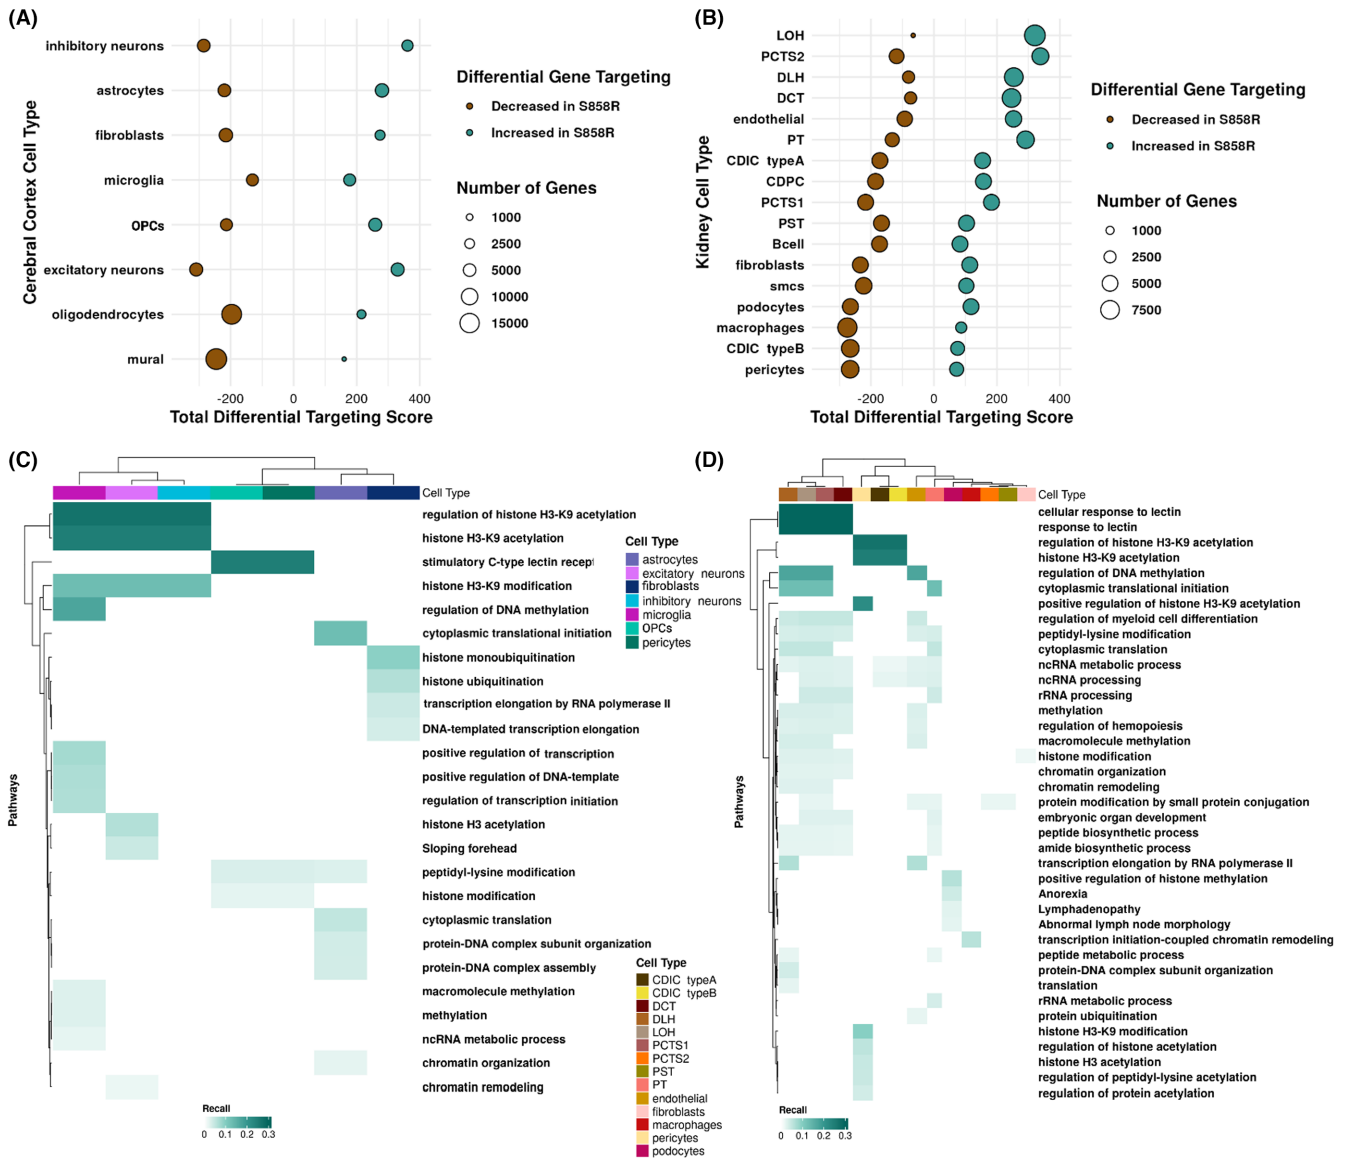 (A)
Cerebral Cortex Cell Type
inhibitory neurons
astrocytes
fibroblasts
microglia
OPCs
excitatory neurons
oligodendrocytes
mural
-200
0
200
400
Total Differential Targeting Score
Differential Gene Targeting
Decreased in S858R
Increased in S858R
Number of Genes
1000
2500
5000
10000
15000
(B)
Kidney Cell Type
LOH
PCTS2
DLH
DCT
endothelial
PT
CDIC typeA
CDPC
PCTS1
PST
Bcell
fibroblasts
smcs
podocytes
macrophages
CDIC typeB
pericytes
-200
0
200
400
Total Differential Targeting Score
Differential Gene Targeting
Decreased in S858R
Increased in S858R
Number of Genes
1000
2500
5000
7500
(C)
Cell Type
Pathways
regulation of histone H3-K9 acetylation
histone H3-K9 acetylation
stimulatory C-type lectin recept
histone H3-K9 modification
regulation of DNA methylation
cytoplasmic translational initiation
histone monoubiquitination
histone ubiquitination
transcription elongation by RNA polymerase II
DNA-templated transcription elongation
positive regulation of transcription
positive regulation of DNA-template
regulation of transcription initiation
histone H3 acetylation
Sloping forehead
peptidyl-lysine modification
histone modification
cytoplasmic translation
protein-DNA complex subunit organization
protein-DNA complex assembly
macromolecule methylation
methylation
ncRNA metabolic process
chromatin organization
chromatin remodeling
Recall
0 0.1 0.2 0.3
Cell Type
astrocytes
excitatory neurons
fibroblasts
inhibitory neurons
microglia
OPCs
pericytes
Cell Type
CDIC typeA
CDIC typeB
DCT
DLH
LOH
PCTS1
PCTS2
PST
PT
endothelial
fibroblasts
macrophages
pericytes
podocytes
(D)
Cell Type
Pathways
cellular response to lectin
response to lectin
regulation of histone H3-K9 acetylation
histone H3-K9 acetylation
regulation of DNA methylation
cytoplasmic translational initiation
positive regulation of histone H3-K9 acetylation
regulation of myeloid cell differentiation
peptidyl-lysine modification
cytoplasmic translation
ncRNA metabolic process
ncRNA processing
rRNA processing
methylation
regulation of hemopoiesis
macromolecule methylation
histone modification
chromatin organization
chromatin remodeling
protein modification by small protein conjugation
embryonic organ development
peptide biosynthetic process
amide biosynthetic process
transcription elongation by RNA polymerase II
positive regulation of histone methylation
Anorexia
Lymphadenopathy
Abnormal lymph node morphology
transcription initiation-coupled chromatin remodeling
peptide metabolic process
protein-DNA complex subunit organization
translation
rRNA metabolic process
protein ubiquitination
histone H3-K9 modification
regulation of histone acetylation
histone H3 acetylation
regulation of peptidyl-lysine acetylation
regulation of protein acetylation
Recall
0 0.1 0.2 0.3